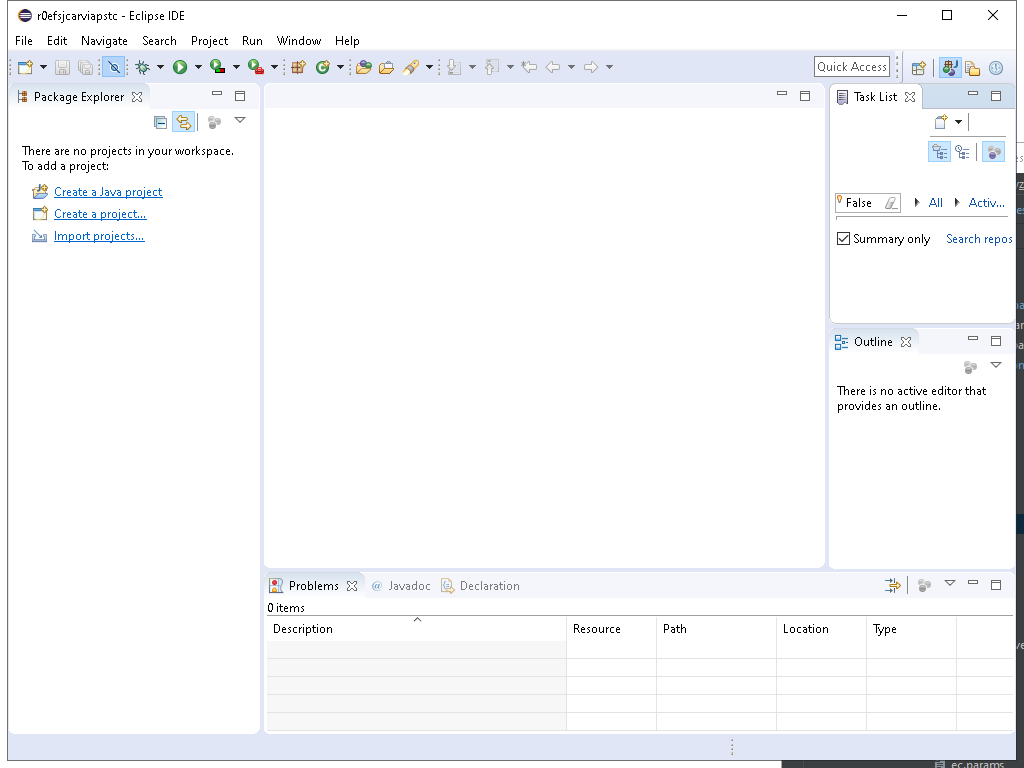 r0efsjcarviapstc - Eclipse IDE
File Edit Navigate Search Project Run Window Help
Quick Access
Package Explorer
There are no projects in your workspace.
To add a project:
Create a Java project
Create a project...
Import projects...
Task List
False All Activ...
Summary only Search repos
Outline
There is no active editor that
provides an outline.
Problems @ Javadoc Declaration
0 items
Description Resource Path Location Type
ec.params